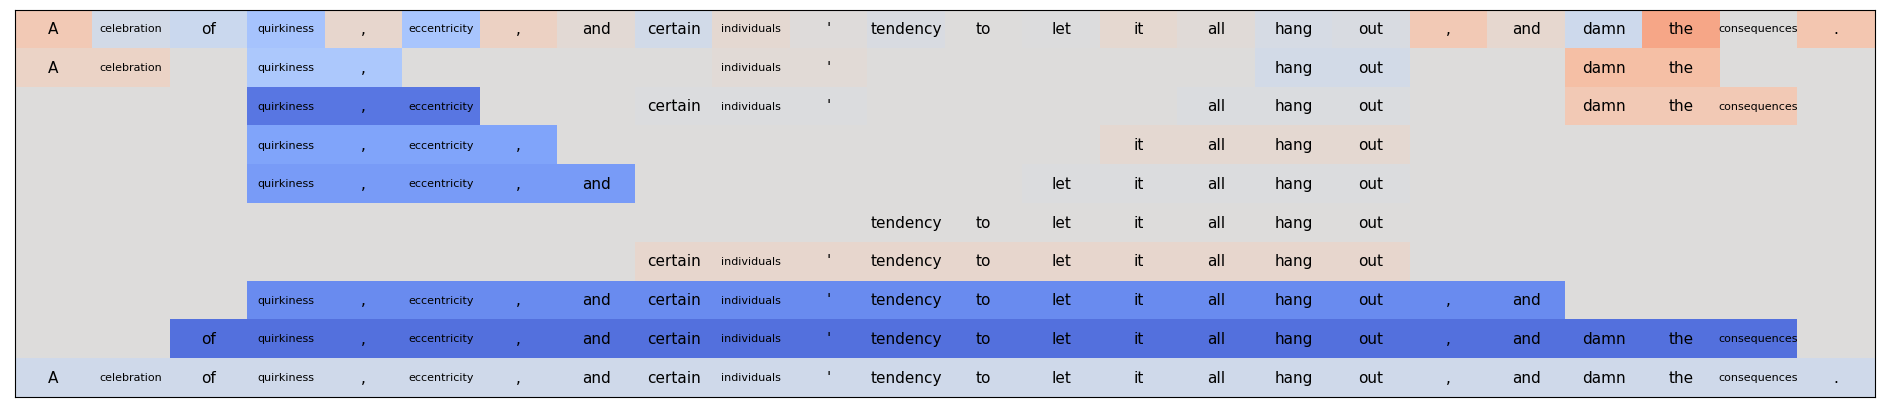 A celebration of quirkiness , eccentricity , and certain individuals ' tendency to let it all hang out , and damn the consequences .
A celebration quirkiness , individuals ' hang out damn the
quirkiness , eccentricity certain individuals ' all hang out damn the consequences
quirkiness , eccentricity , it all hang out
quirkiness , eccentricity , and let it all hang out
tendency to let it all hang out
certain individuals ' tendency to let it all hang out
quirkiness , eccentricity , and certain individuals ' tendency to let it all hang out , and
of quirkiness , eccentricity , and certain individuals ' tendency to let it all hang out , and damn the consequences
A celebration of quirkiness , eccentricity , and certain individuals ' tendency to let it all hang out , and damn the consequences .